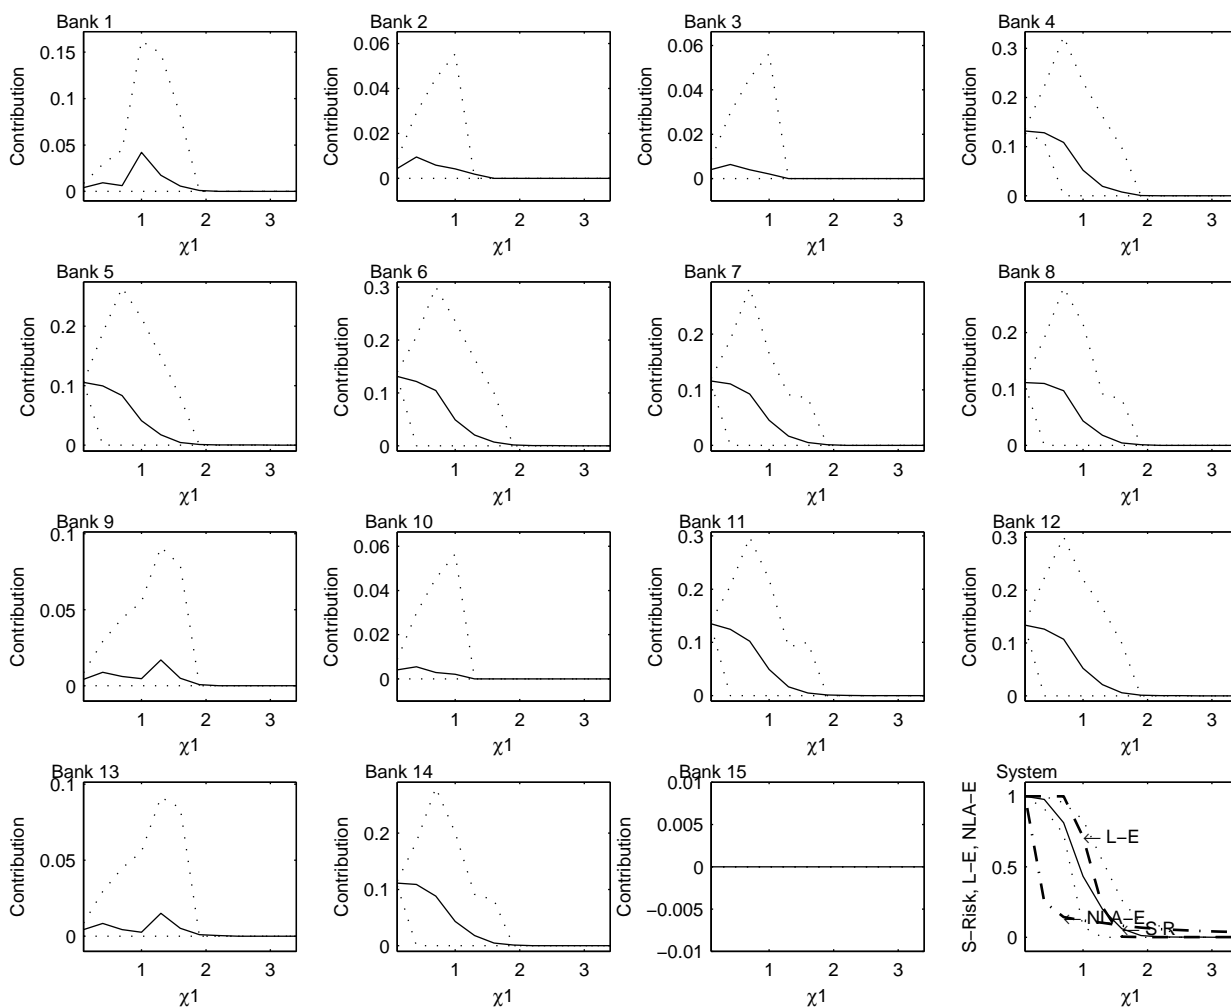 Bank 1
Bank 2
Bank 3
Bank 4
0.15
0.1
0.05
0
Contribution
1 2 3
χ1
0.06
0.04
0.02
0
Contribution
1 2 3
χ1
0.06
0.04
0.02
0
Contribution
1 2 3
χ1
0.3
0.2
0.1
0
Contribution
1 2 3
χ1
Bank 5
Bank 6
Bank 7
Bank 8
0.2
0.1
0
Contribution
1 2 3
χ1
0.3
0.2
0.1
0
Contribution
1 2 3
χ1
0.2
0.1
0
Contribution
1 2 3
χ1
0.2
0.1
0
Contribution
1 2 3
χ1
Bank 9
Bank 10
Bank 11
Bank 12
0.1
0.05
0
Contribution
1 2 3
χ1
0.06
0.04
0.02
0
Contribution
1 2 3
χ1
0.3
0.2
0.1
0
Contribution
1 2 3
χ1
0.3
0.2
0.1
0
Contribution
1 2 3
χ1
Bank 13
Bank 14
Bank 15
System
0.1
0.05
0
Contribution
1 2 3
χ1
0.2
0.1
0
Contribution
1 2 3
χ1
0.01
0.005
0
−0.005
−0.01
Contribution
1 2 3
χ1
1
0.5
0
S−Risk, L−E, NLA−E
← L−E
← NLA−E
← S R
1 2 3
χ1